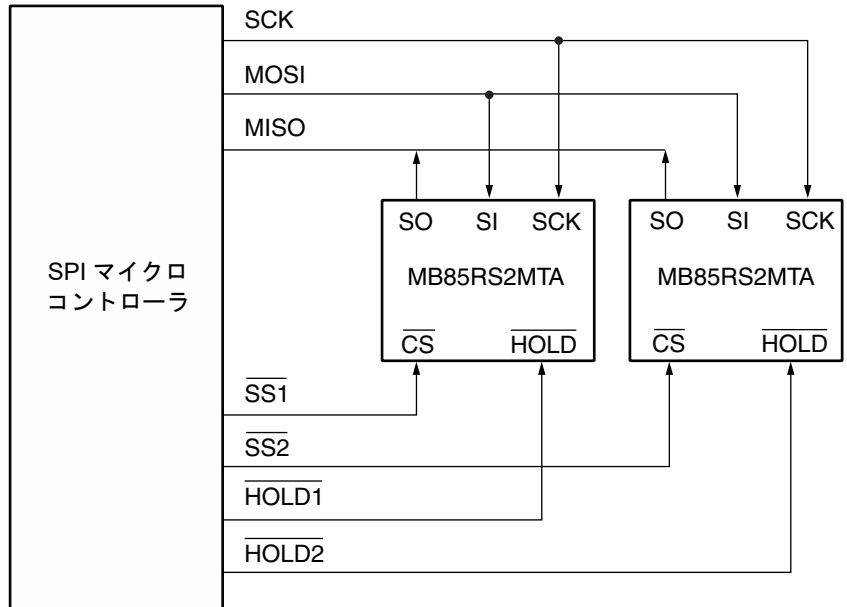 SCK
MOSI
MISO
SO SI SCK
MB85RS2MTA
CS HOLD
SO SI SCK
MB85RS2MTA
CS HOLD
SPI マイクロ
コントローラ
SS1
SS2
HOLD1
HOLD2